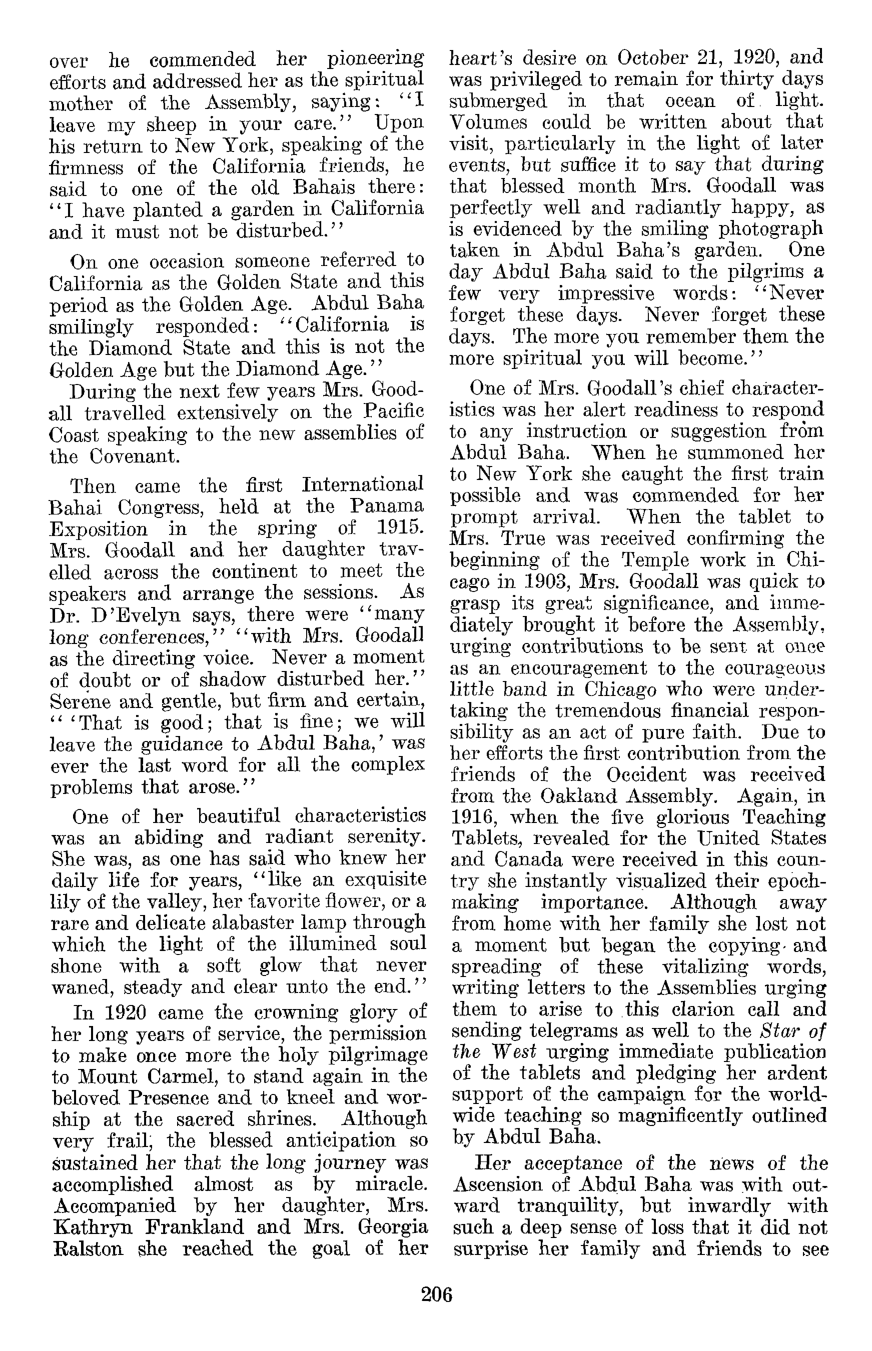 over he commended her pioneering
efforts and addressed her as the spiritual
mother of the Assembly, saying: "I
leave my sheep in your care." Upon
his return to New York, speaking of the
firmness of the California friends, he
said to one of the old Bahais there:
"I have planted a garden in California
and it must not be disturbed."
On one occasion someone referred to
California as the Golden State and this
period as the Golden Age. Abdul Baha
smilingly responded: "California is
the Diamond State and this is not the
Golden Age but the Diamond Age."
During the next few years Mrs. Good-
all travelled extensively on the Pacific
Coast speaking to the new assemblies of
the Covenant.
Then came the first International
Bahai Congress, held at the Panama
Exposition in the spring of 1915.
Mrs. Goodall and her daughter trav-
elled across the continent to meet the
speakers and arrange the sessions. As
Dr. D'Evelyn says, there were "many
long conferences," "with Mrs. Goodall
as the directing voice. Never a moment
of doubt or of shadow disturbed her."
Serene and gentle, but firm and certain,
" 'That is good; that is fine; we will
leave the guidance to Abdul Baha,' was
ever the last word for all the complex
problems that arose."
One of her beautiful characteristics
was an abiding and radiant serenity.
She was, as one has said who knew her
daily life for years, "like an exquisite
lily of the valley, her favorite flower, or a
rare and delicate alabaster lamp through
which the light of the illumined soul
shone with a soft glow that never
waned, steady and clear unto the end."
In 1920 came the crowning glory of
her long years of service, the permission
to make once more the holy pilgrimage
to Mount Carmel, to stand again in the
beloved Presence and to kneel and wor-
ship at the sacred shrines. Although
very frail, the blessed anticipation so
sustained her that the long journey was
accomplished almost as by miracle.
Accompanied by her daughter, Mrs.
Kathryn Frankland and Mrs. Georgia
Ralston she reached the goal of her
heart's desire on October 21, 1920, and
was privileged to remain for thirty days
submerged in that ocean of light.
Volumes could be written about that
visit, particularly in the light of later
events, but suffice it to say that during
that blessed month Mrs. Goodall was
perfectly well and radiantly happy, as
is evidenced by the smiling photograph
taken in Abdul Baha's garden. One
day Abdul Baha said to the pilgrims a
few very impressive words: "Never
forget these days. Never forget these
days. The more you remember them the
more spiritual you will become."
One of Mrs. Goodall's chief character-
istics was her alert readiness to respond
to any instruction or suggestion from
Abdul Baha. When he summoned her
to New York she caught the first train
possible and was commended for her
prompt arrival. When the tablet to
Mrs. True was received confirming the
beginning of the Temple work in Chi-
cago in 1903, Mrs. Goodall was quick to
grasp its great significance, and imme-
diately brought it before the Assembly,
urging contributions to be sent at once
as an encouragement to the courageous
little band in Chicago who were under-
taking the tremendous financial respon-
sibility as an act of pure faith. Due to
her efforts the first contribution from the
friends of the Occident was received
from the Oakland Assembly. Again, in
1916, when the five glorious Teaching
Tablets, revealed for the United States
and Canada were received in this coun-
try she instantly visualized their epoch-
making importance. Although away
from home with her family she lost not
a moment but began the copying and
spreading of these vitalizing words,
writing letters to the Assemblies urging
them to arise to this clarion call and
sending telegrams as well to the Star of
the West urging immediate publication
of the tablets and pledging her ardent
support of the campaign for the world-
wide teaching so magnificently outlined
by Abdul Baha.
Her acceptance of the news of the
Ascension of Abdul Baha was with out-
ward tranquility, but inwardly with
such a deep sense of loss that it did not
surprise her family and friends to see
206